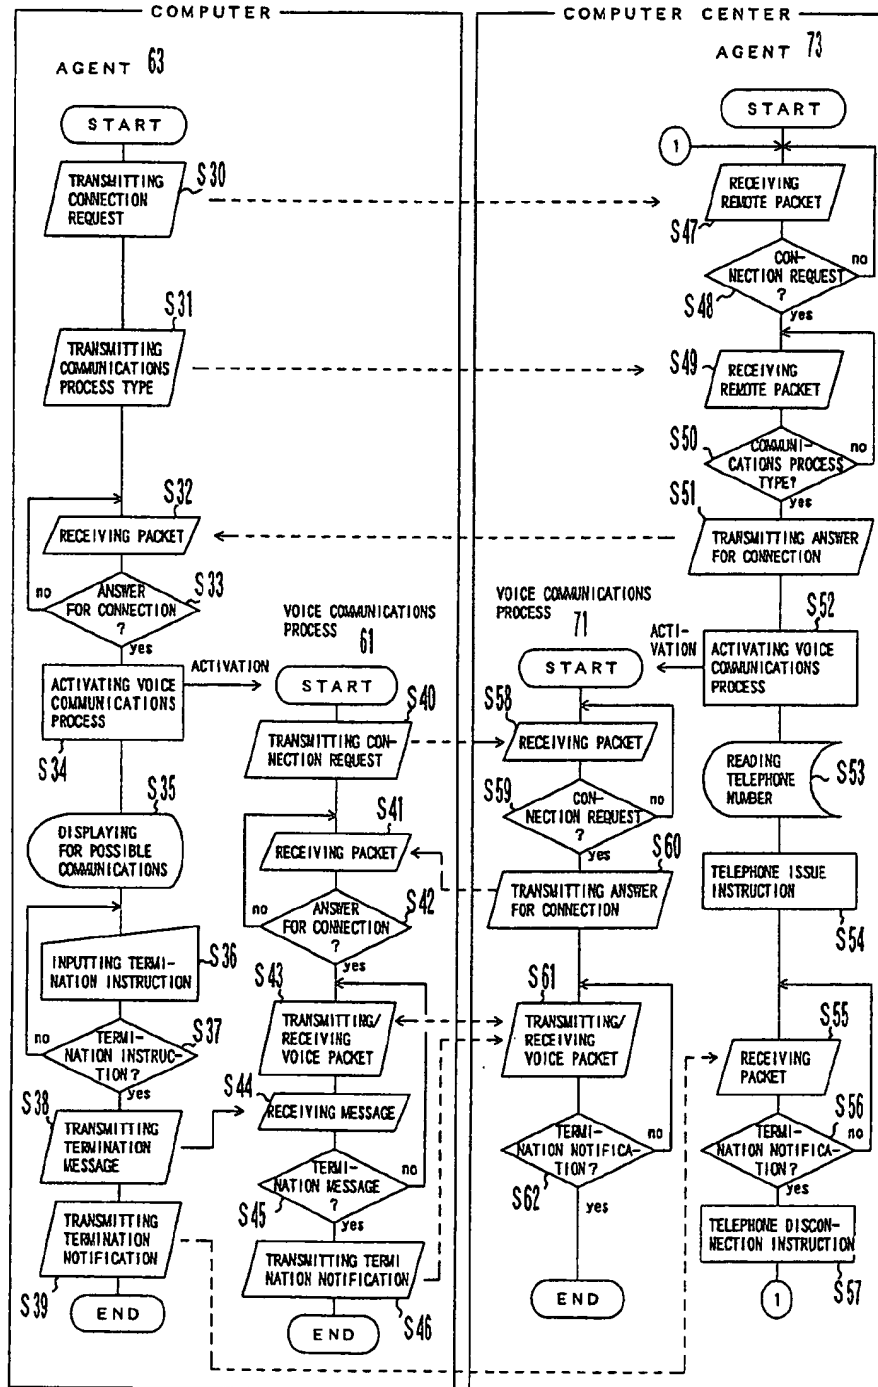 COMPUTER
AGENT 63
START
TRANSMITTING
CONNECTION
REQUEST
S30
S31
TRANSMITTING
COMMUNICATIONS
PROCESS TYPE
S32
RECEIVING PACKET
S33
ANSWER
FOR CONNECTION
?
no
yes
ACTIVATING VOICE
COMMUNICATIONS
PROCESS
S34
ACTIVATION
S35
DISPLAYING
FOR POSSIBLE
COMMUNICATIONS
INPUTTING TERMI-
NATION INSTRUCTION
S36
TERMI-
NATION INSTRUC-
TION?
S37
no
yes
S38
TRANSMITTING
TERMINATION
MESSAGE
TRANSMITTING
TERMINATION
NOTIFICATION
S39
END
VOICE COMMUNICATIONS
PROCESS
61
START
S40
TRANSMITTING CON-
NECTION REQUEST
S41
RECEIVING PACKET
ANSWER
FOR CONNECTION
?
S42
no
yes
S43
TRANSMITTING/
RECEIVING
VOICE PACKET
S44
RECEIVING MESSAGE
TERMI-
NATION MESSAGE
?
no
S45
yes
TRANSMITTING TERMI
NATION NOTIFICATION
S46
END
COMPUTER CENTER
VOICE COMMUNICATIONS
PROCESS
71
START
S58
RECEIVING PACKET
S59
CON-
NECTION REQUEST
?
no
yes
S60
TRANSMITTING ANSWER
FOR CONNECTION
S61
TRANSMITTING/
RECEIVING
VOICE PACKET
TERMI-
NATION NOTIFICA-
TION?
no
S62
yes
END
AGENT 73
START
1
RECEIVING
REMOTE PACKET
S47
CON-
NECTION REQUEST
?
no
S48
yes
S49
RECEIVING
REMOTE PACKET
S50
COMMUNI-
CATIONS PROCESS
TYPE?
no
yes
S51
TRANSMITTING ANSWER
FOR CONNECTION
S52
ACTI-
VATION
ACTIVATING VOICE
COMMUNICATIONS
PROCESS
READING
TELEPHONE
NUMBER
S53
TELEPHONE ISSUE
INSTRUCTION
S54
S55
RECEIVING
PACKET
S56
TERMI-
NATION NOTIFICA-
TION?
no
yes
TELEPHONE DISCON-
NECTION INSTRUCTION
S57
1